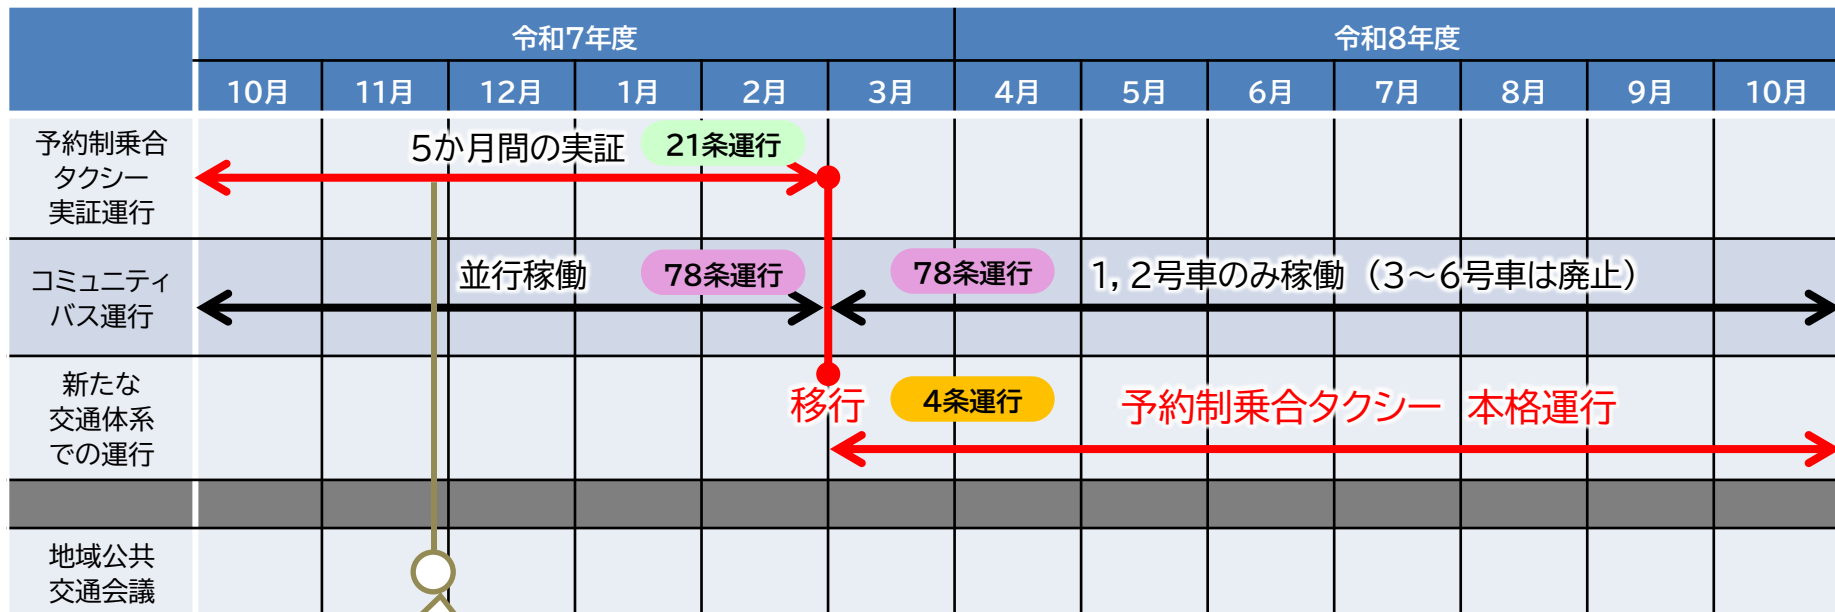 令和7年度
令和8年度
10月
11月
12月
1月
2月
3月
4月
5月
6月
7月
8月
9月
10月
予約制乗合
タクシー
実証運行
5か月間の実証
21条運行
コミュニティ
バス運行
並行稼働
78条運行
78条運行
1,2号車のみ稼働（3～6号車は廃止）
新たな
交通体系
での運行
移行
4条運行
予約制乗合タクシー　本格運行
地域公共
交通会議